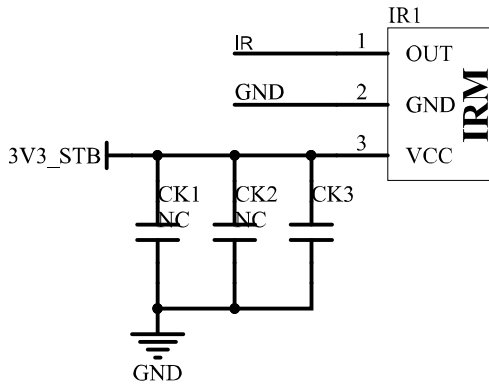 IR1
IR 1 OUT
GND 2 GND
IRM
3V3_STB 3 VCC
CK1 CK2 CK3
NC NC
GND